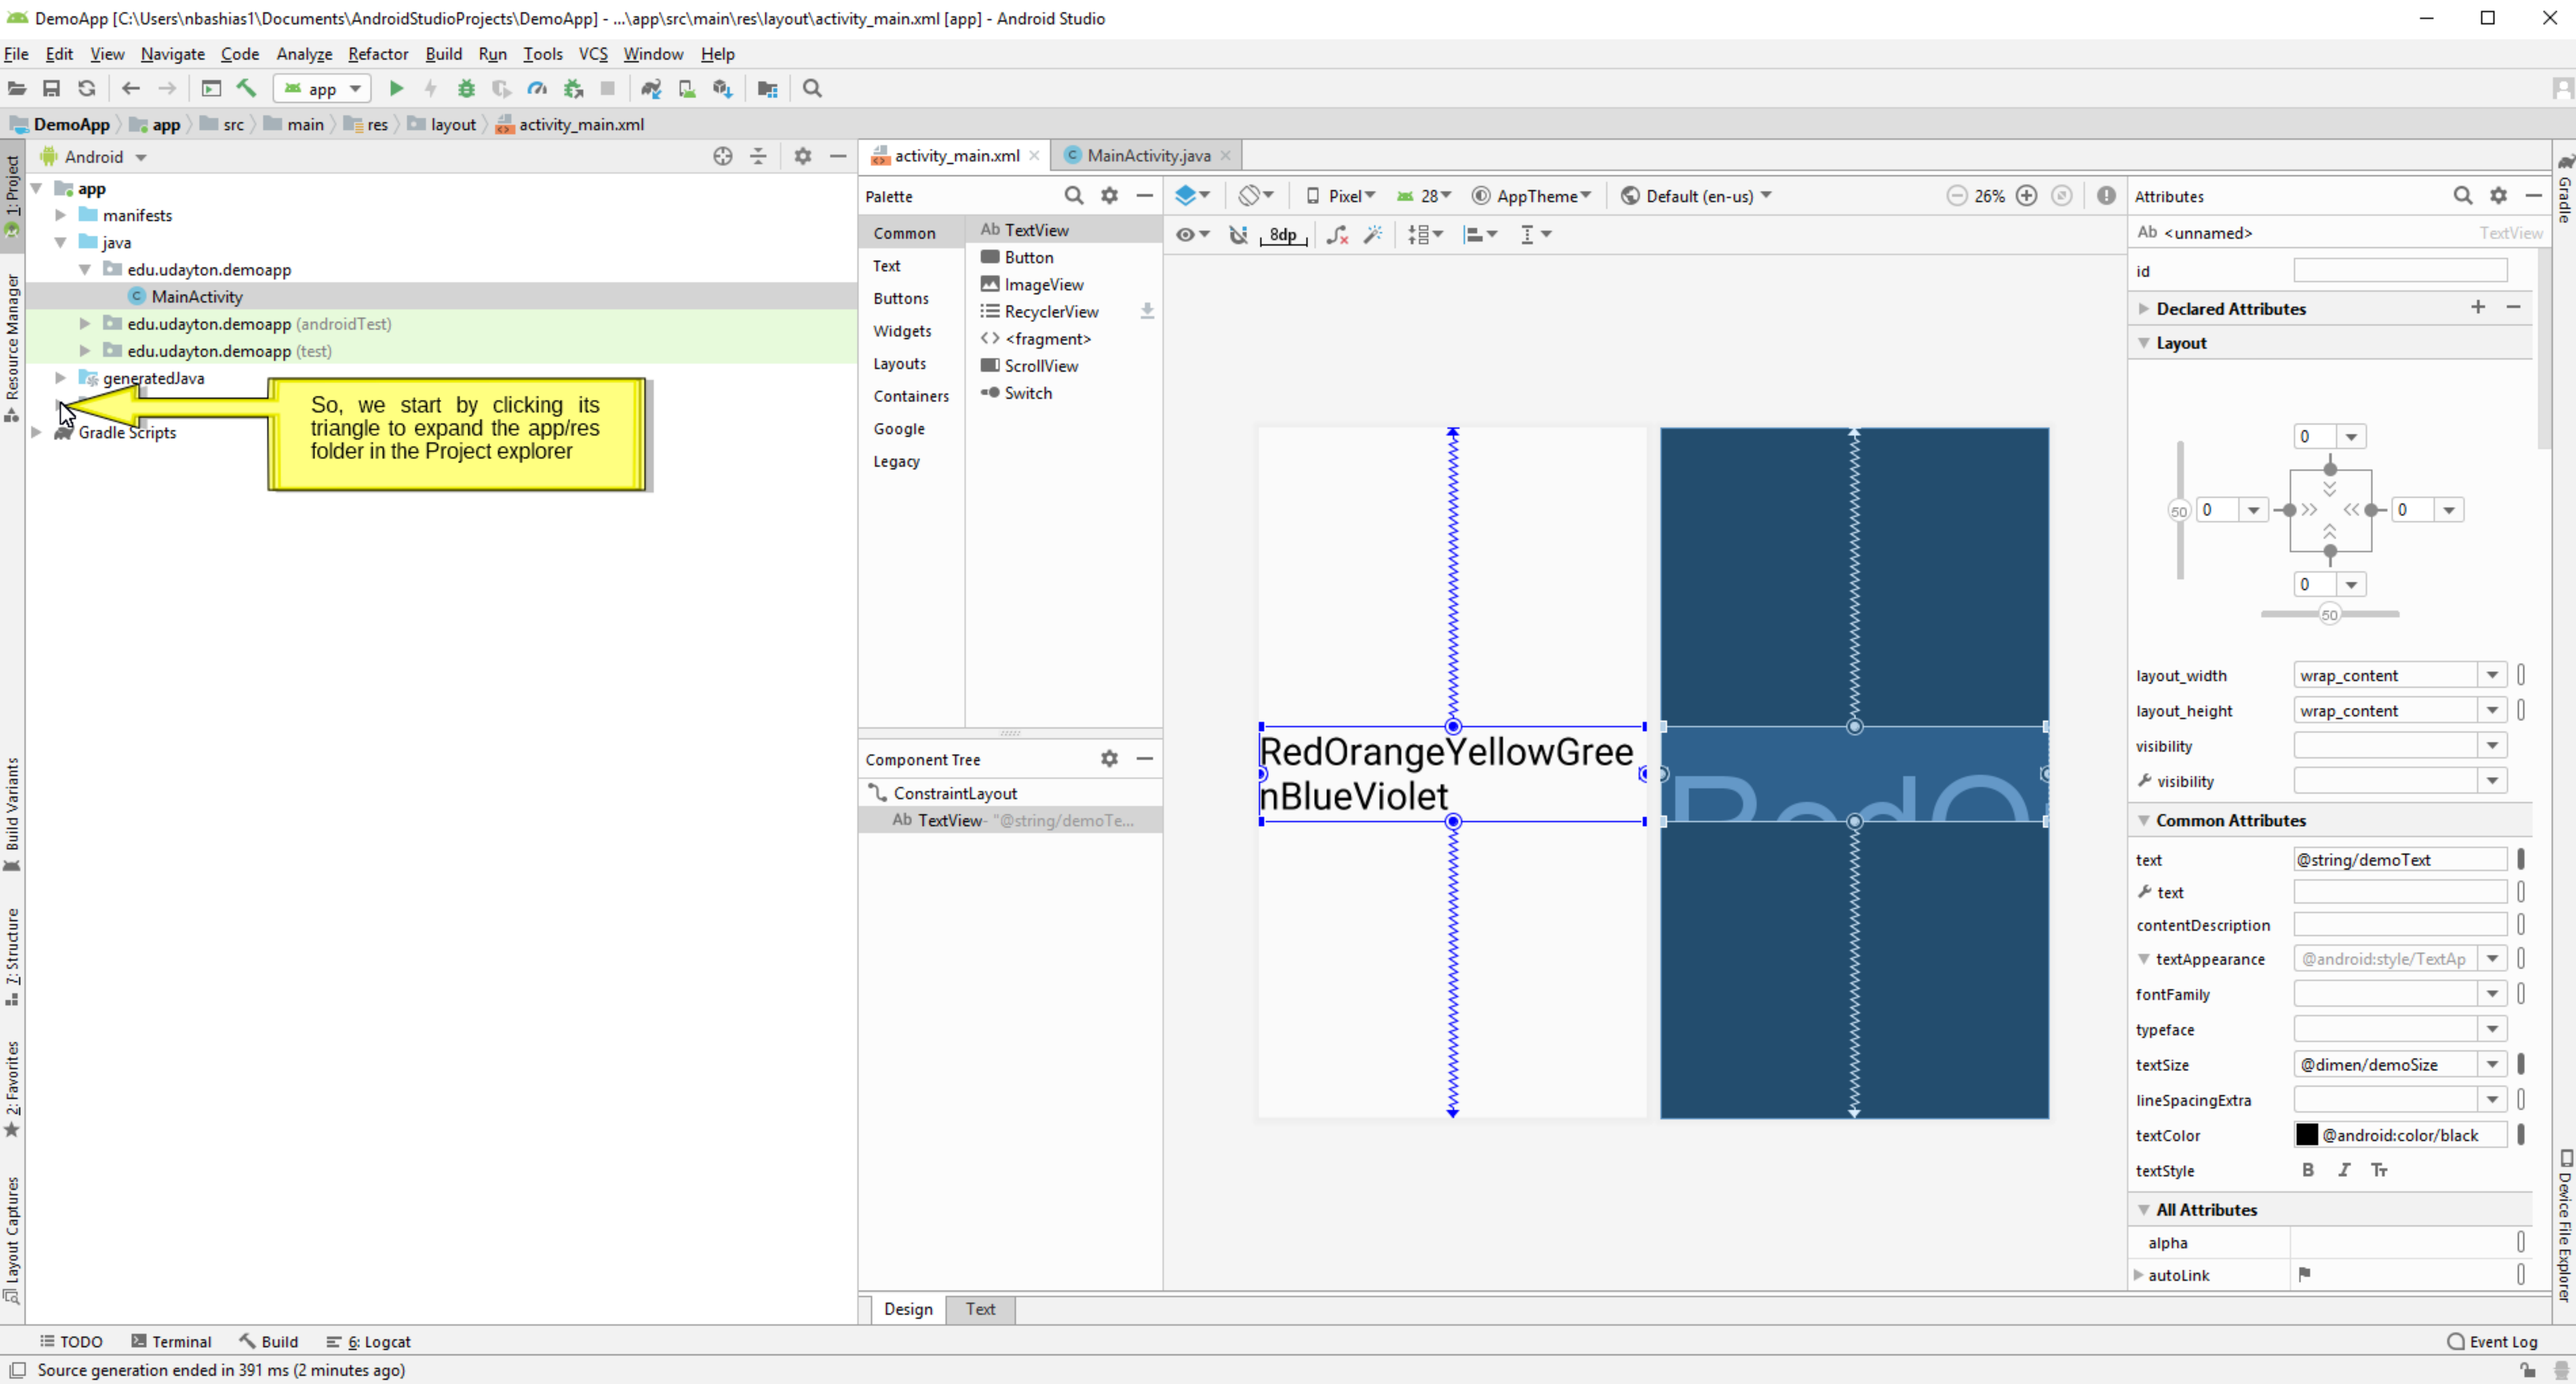 DemoApp [C:\Users\nbashias1\Documents\AndroidStudioProjects\DemoApp] - ...\app\src\main\res\layout\activity_main.xml [app] - Android Studio
File Edit View Navigate Code Analyze Refactor Build Run Tools VCS Window Help
app
DemoApp app src main res layout activity_main.xml
1: Project
Resource Manager
Build Variants
7: Structure
2: Favorites
Layout Captures
Android
app
manifests
java
edu.udayton.demoapp
MainActivity
edu.udayton.demoapp (androidTest)
edu.udayton.demoapp (test)
generatedJava
Gradle Scripts
So, we start by clicking its
triangle to expand the app/res
folder in the Project explorer
activity_main.xml MainActivity.java
Palette
Common
Text
Buttons
Widgets
Layouts
Containers
Google
Legacy
Ab TextView
Button
ImageView
RecyclerView
<fragment>
ScrollView
Switch
Component Tree
ConstraintLayout
Ab TextView- "@string/demoTe...
Pixel 28 AppTheme Default (en-us) 26%
8dp
RedOrangeYellowGree
nBlueViolet
RedO
Design Text
Attributes
Ab <unnamed> TextView
id
Declared Attributes
Layout
0
50 0 0
0
50
layout_width wrap_content
layout_height wrap_content
visibility
visibility
Common Attributes
text @string/demoText
text
contentDescription
textAppearance @android:style/TextAp
fontFamily
typeface
textSize @dimen/demoSize
lineSpacingExtra
textColor @android:color/black
textStyle B I Tт
All Attributes
alpha
autoLink
Gradle
Device File Explorer
TODO Terminal Build 6: Logcat Event Log
Source generation ended in 391 ms (2 minutes ago)